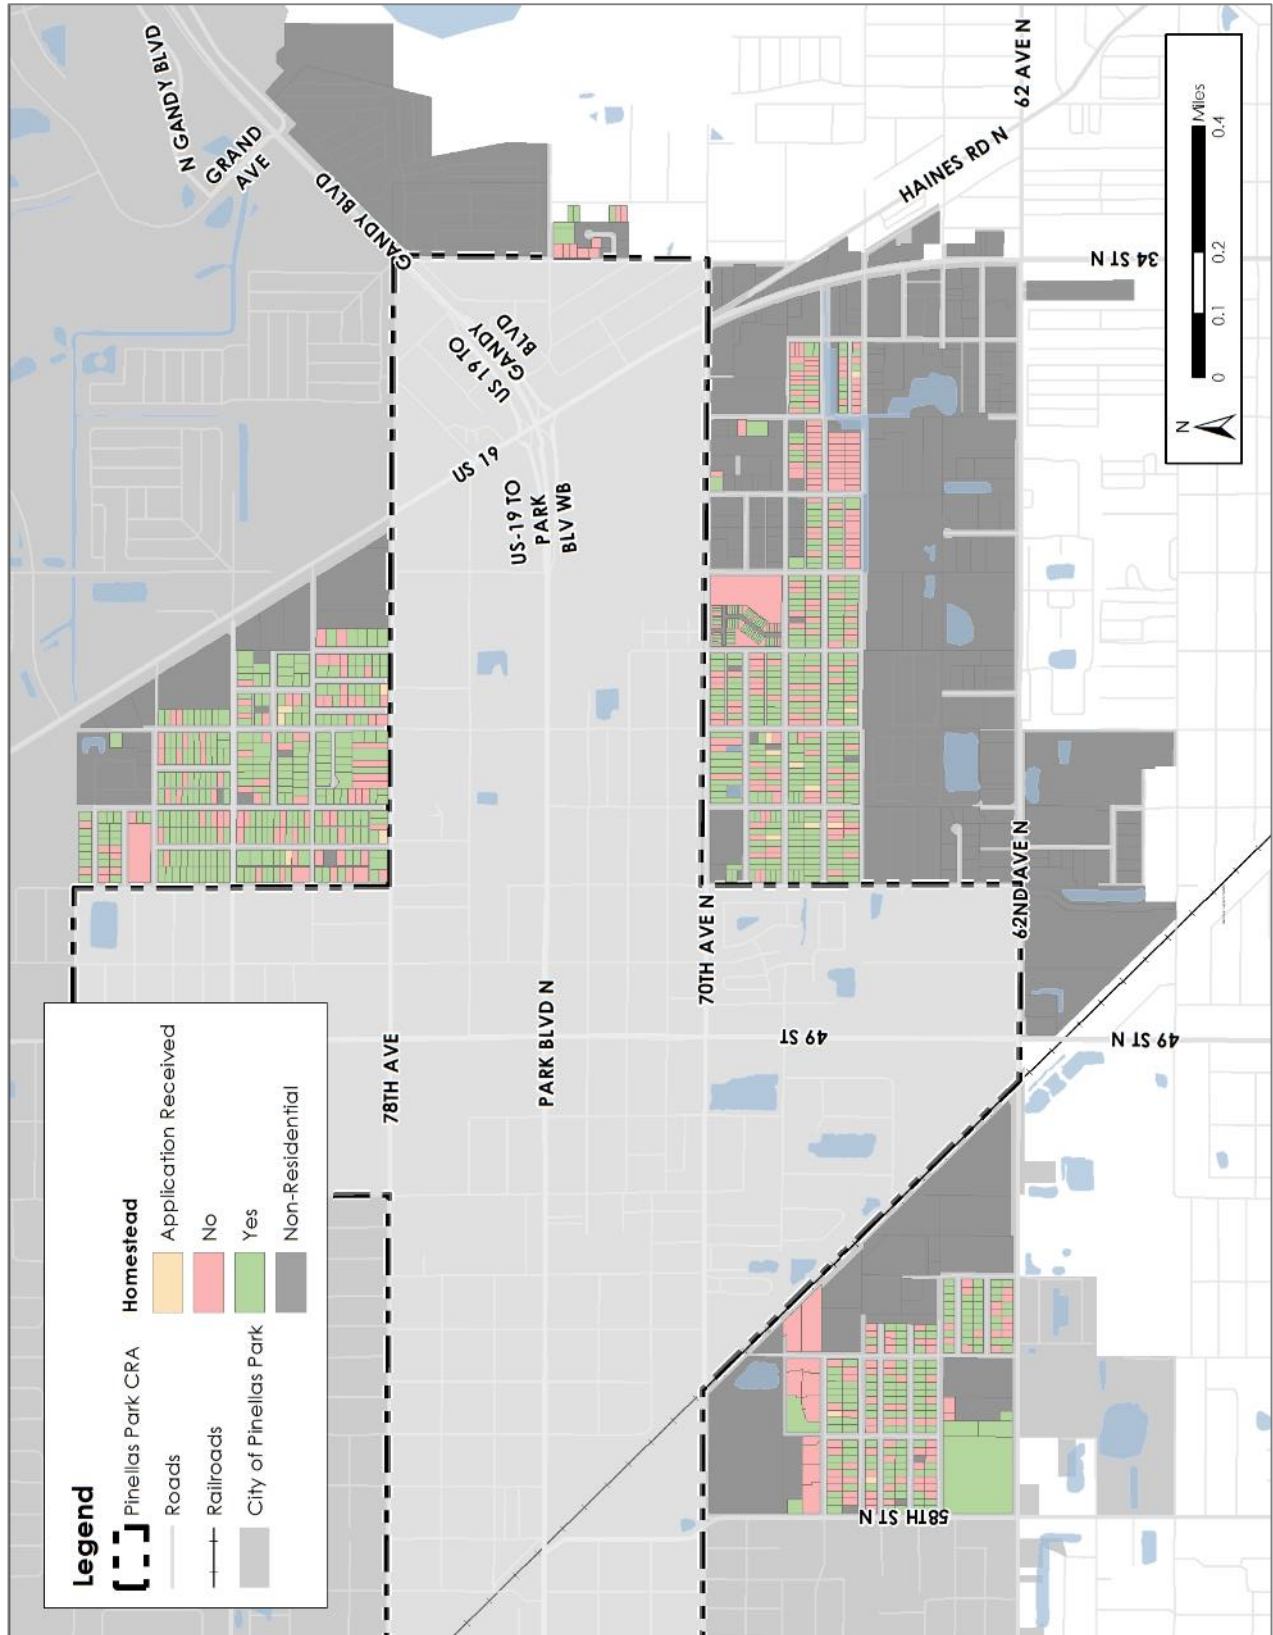 Legend
Pinellas Park CRA
Roads
Railroads
City of Pinellas Park
Homestead
Application Received
No
Yes
Non-Residential
N GANDY BLVD
GRAND
AVE
GANDY BLVD
GANDY BLVD
US 19 TO
GANDY
BLVD
US 19
US-19 TO
PARK
BLV WB
78TH AVE
PARK BLVD N
70TH AVE N
49 ST
49 ST N
62ND AVE N
62 AVE N
HAINES RD N
34 ST N
58TH ST N
N
0 0.1 0.2 0.4
Miles